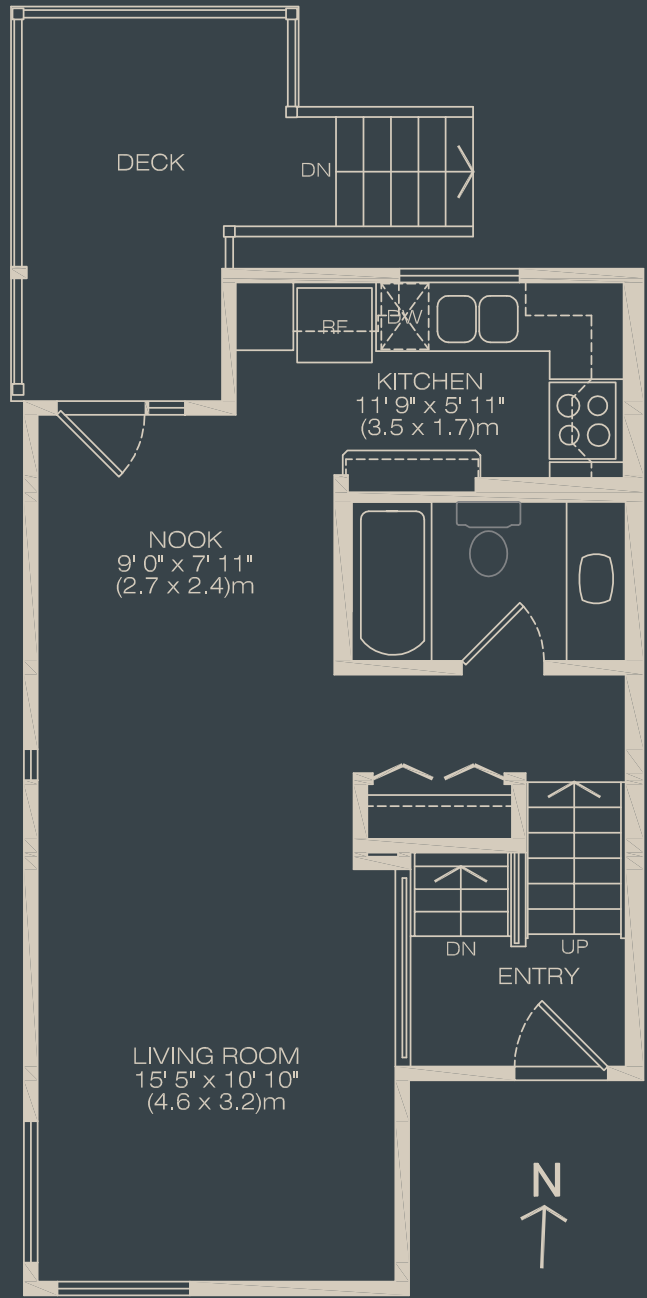 DECK
DN
RF
DW
KITCHEN
11' 9" x 5' 11"
(3.5 x 1.7)m
NOOK
9' 0" x 7' 11"
(2.7 x 2.4)m
DN
UP
ENTRY
LIVING ROOM
15' 5" x 10' 10"
(4.6 x 3.2)m
N